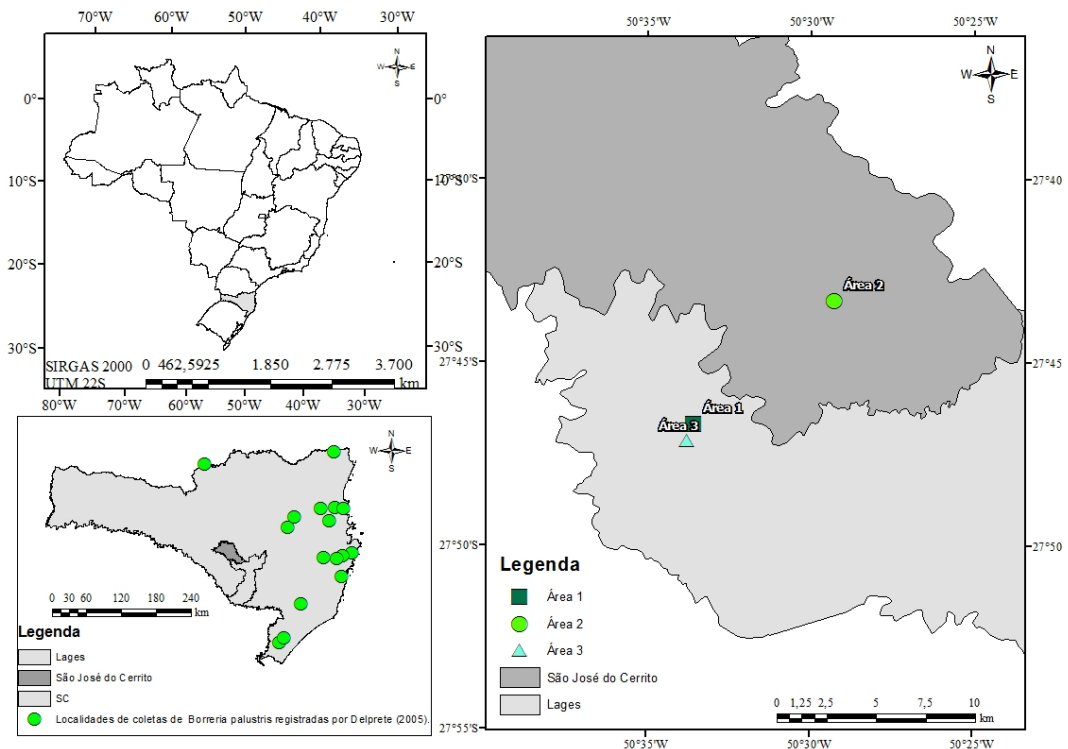 70°W 60°W 50°W 40°W 30°W
N
W E
S
0° 0°
10°S 10°S
20°S 20°S
30°S 30°S
SIRGAS 2000 0 462,5925 1.850 2.775 3.700
UTM 22S km
80°W 70°W 60°W 50°W 40°W 30°W
N
W E
S
0 30 60 120 180 240
km
Legenda
Lages
São José do Cerrito
SC
Localidades de coletas de Borreria palustris registradas por Delprete (2005).
50°35'W 50°30'W 50°25'W
N
W E
S
27°40
Área 2
27°45'S 27°45
Área 1
Área 3
27°50'S 27°50
Legenda
Área 1
Área 2
Área 3
São José do Cerrito
Lages
0 1,25 2,5 5 7,5 10
km
27°55'S
50°35'W 50°30'W 50°25'W